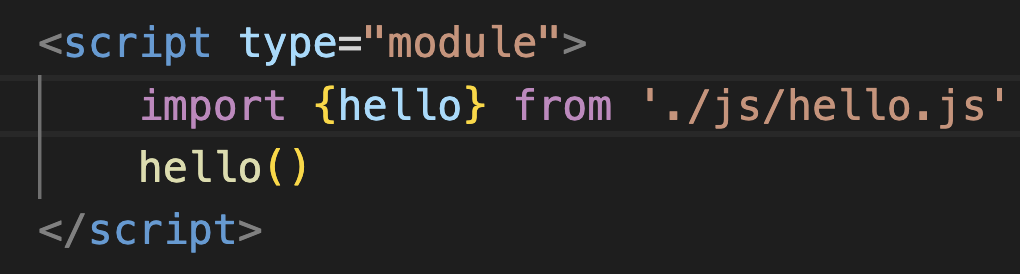 <script type="module">
import {hello} from './js/hello.js'
hello()
</script>